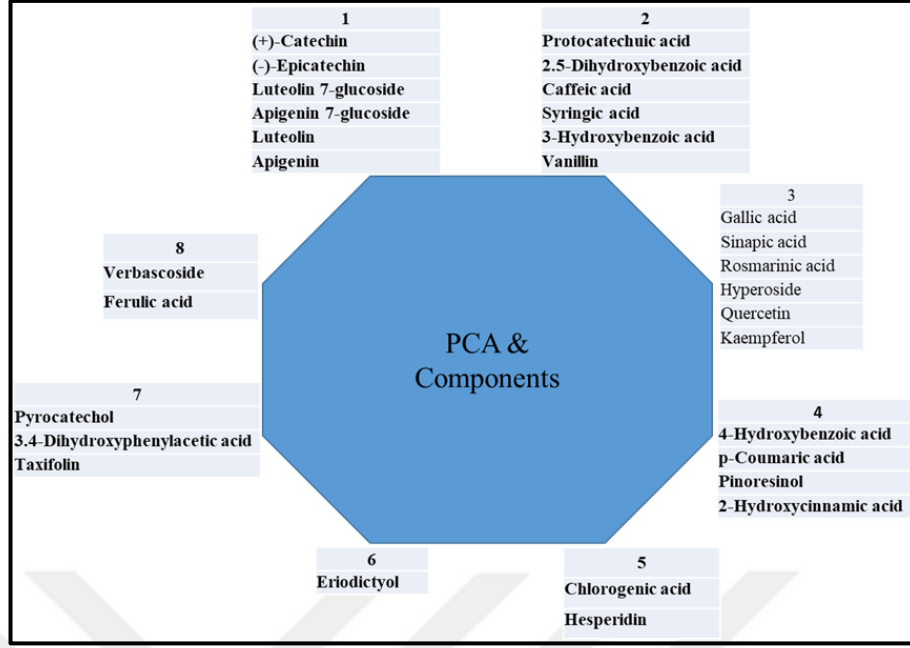 1
(+)-Catechin
(-)-Epicatechin
Luteolin 7-glucoside
Apigenin 7-glucoside
Luteolin
Apigenin
2
Protocatechuic acid
2.5-Dihydroxybenzoic acid
Caffeic acid
Syringic acid
3-Hydroxybenzoic acid
Vanillin
3
Gallic acid
Sinapic acid
Rosmarinic acid
Hyperoside
Quercetin
Kaempferol
4
4-Hydroxybenzoic acid
p-Coumaric acid
Pinoresinol
2-Hydroxycinnamic acid
5
Chlorogenic acid
Hesperidin
6
Eriodictyol
7
Pyrocatechol
3.4-Dihydroxyphenylacetic acid
Taxifolin
8
Verbascoside
Ferulic acid
PCA &
Components